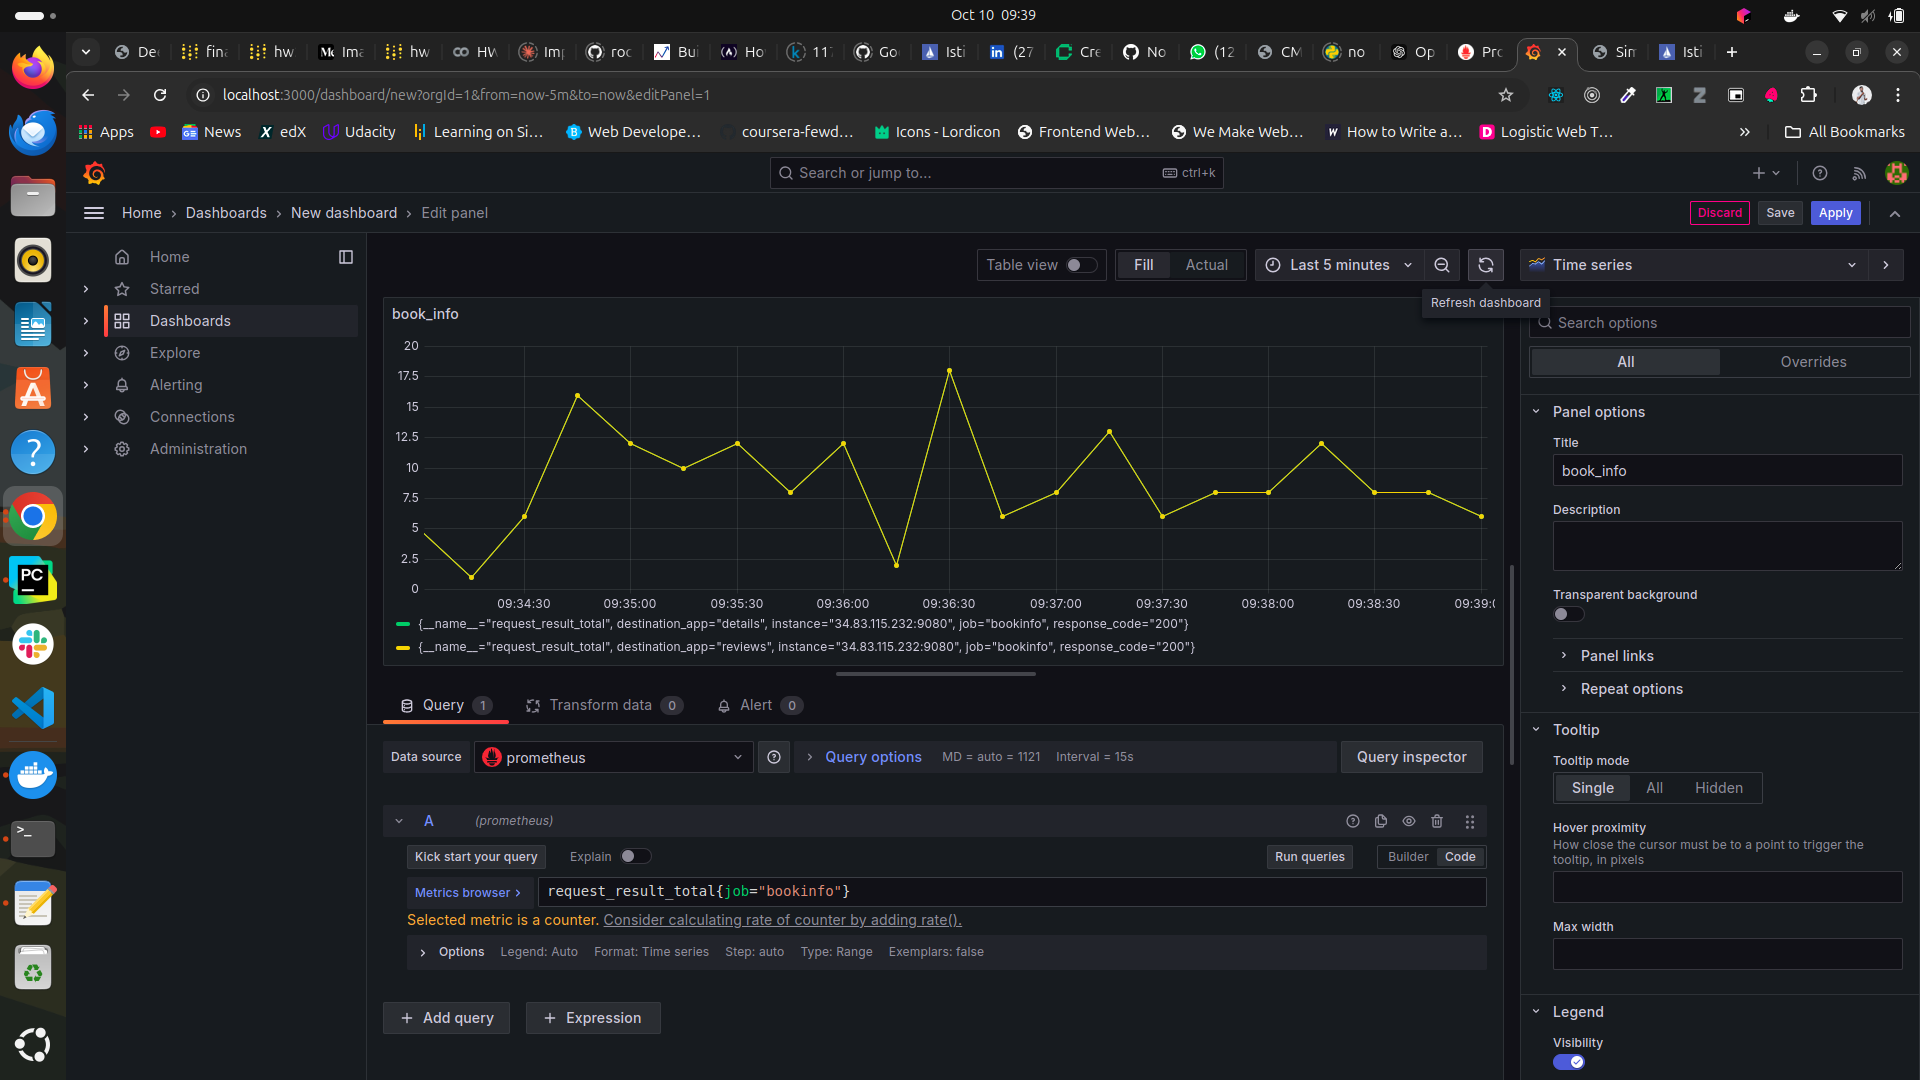 Oct 10 09:39
De
fin
hw
Ima
hw
HW
Imp
roc
Bui
Ho
117
Go
Isti
(27
Cre
No
(12
CM
no
Op
Pro
Sin
Isti
localhost:3000/dashboard/new?orgId=1&from=now-5m&to=now&editPanel=1
Apps
News
edX
Udacity
Learning on Si...
Web Develope...
coursera-fewd...
Icons - Lordicon
Frontend Web...
We Make Web...
How to Write a...
Logistic Web T...
»
All Bookmarks
Search or jump to...
ctrl+k
Home › Dashboards › New dashboard › Edit panel
Discard
Save
Apply
Home
Starred
Dashboards
Explore
Alerting
Connections
Administration
Table view
Fill
Actual
Last 5 minutes
Time series
Refresh dashboard
book_info
20
17.5
15
12.5
10
7.5
5
2.5
0
09:34:30
09:35:00
09:35:30
09:36:00
09:36:30
09:37:00
09:37:30
09:38:00
09:38:30
09:39:0
{__name__="request_result_total", destination_app="details", instance="34.83.115.232:9080", job="bookinfo", response_code="200"}
{__name__="request_result_total", destination_app="reviews", instance="34.83.115.232:9080", job="bookinfo", response_code="200"}
Query 1
Transform data 0
Alert 0
Data source
prometheus
Query options
MD = auto = 1121
Interval = 15s
Query inspector
A
(prometheus)
Kick start your query
Explain
Run queries
Builder
Code
Metrics browser >
request_result_total{job="bookinfo"}
Selected metric is a counter. Consider calculating rate of counter by adding rate().
Options
Legend: Auto
Format: Time series
Step: auto
Type: Range
Exemplars: false
+ Add query
+ Expression
Search options
All
Overrides
Panel options
Title
book_info
Description
Transparent background
Panel links
Repeat options
Tooltip
Tooltip mode
Single
All
Hidden
Hover proximity
How close the cursor must be to a point to trigger the
tooltip, in pixels
Max width
Legend
Visibility